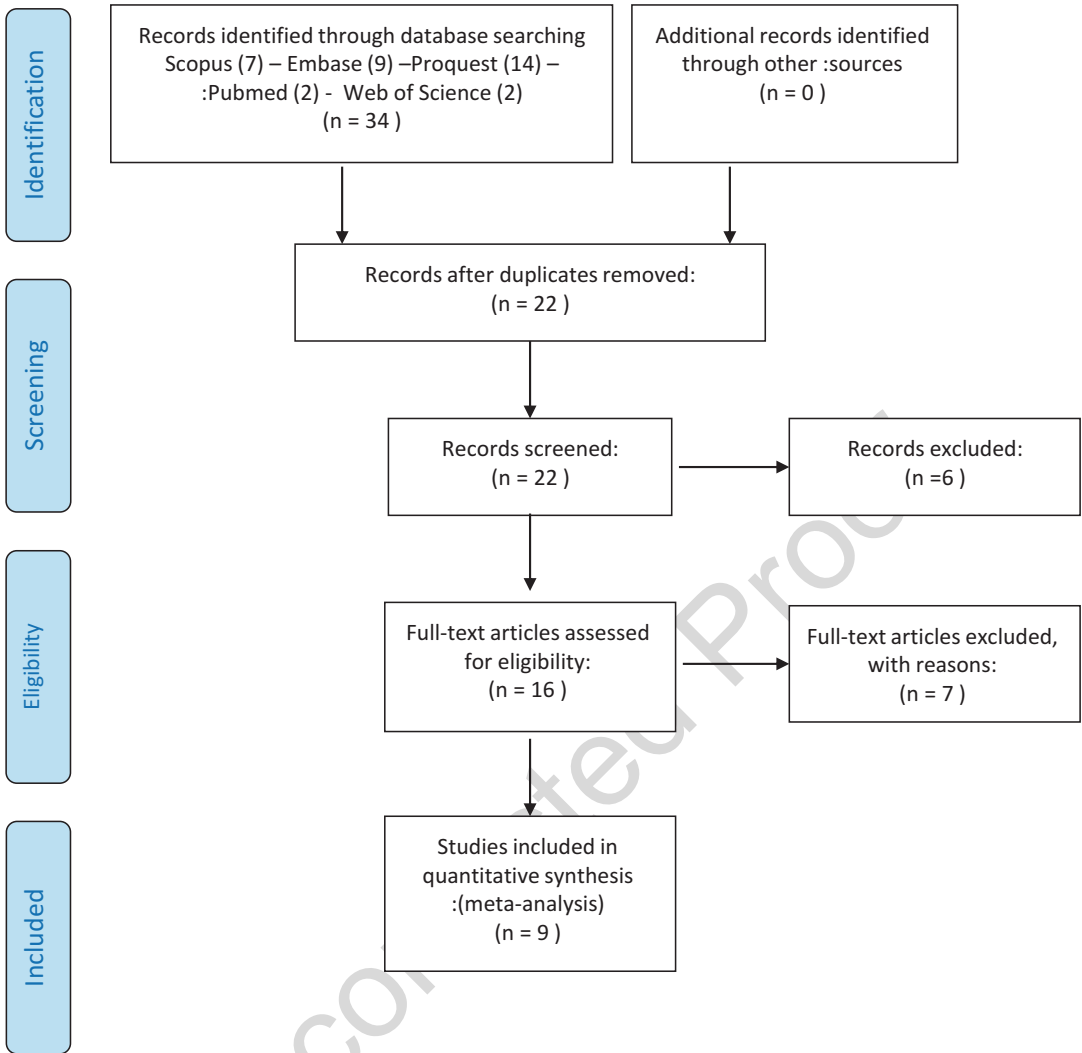 Identification
Records identified through database searching
Scopus (7) – Embase (9) –Proquest (14) –
:Pubmed (2) - Web of Science (2)
(n = 34 )
Additional records identified
through other :sources
(n = 0 )
Records after duplicates removed:
(n = 22 )
Screening
Records screened:
(n = 22 )
Records excluded:
(n =6 )
Eligibility
Full-text articles assessed
for eligibility:
(n = 16 )
Full-text articles excluded,
with reasons:
(n = 7 )
Included
Studies included in
quantitative synthesis
:(meta-analysis)
(n = 9 )